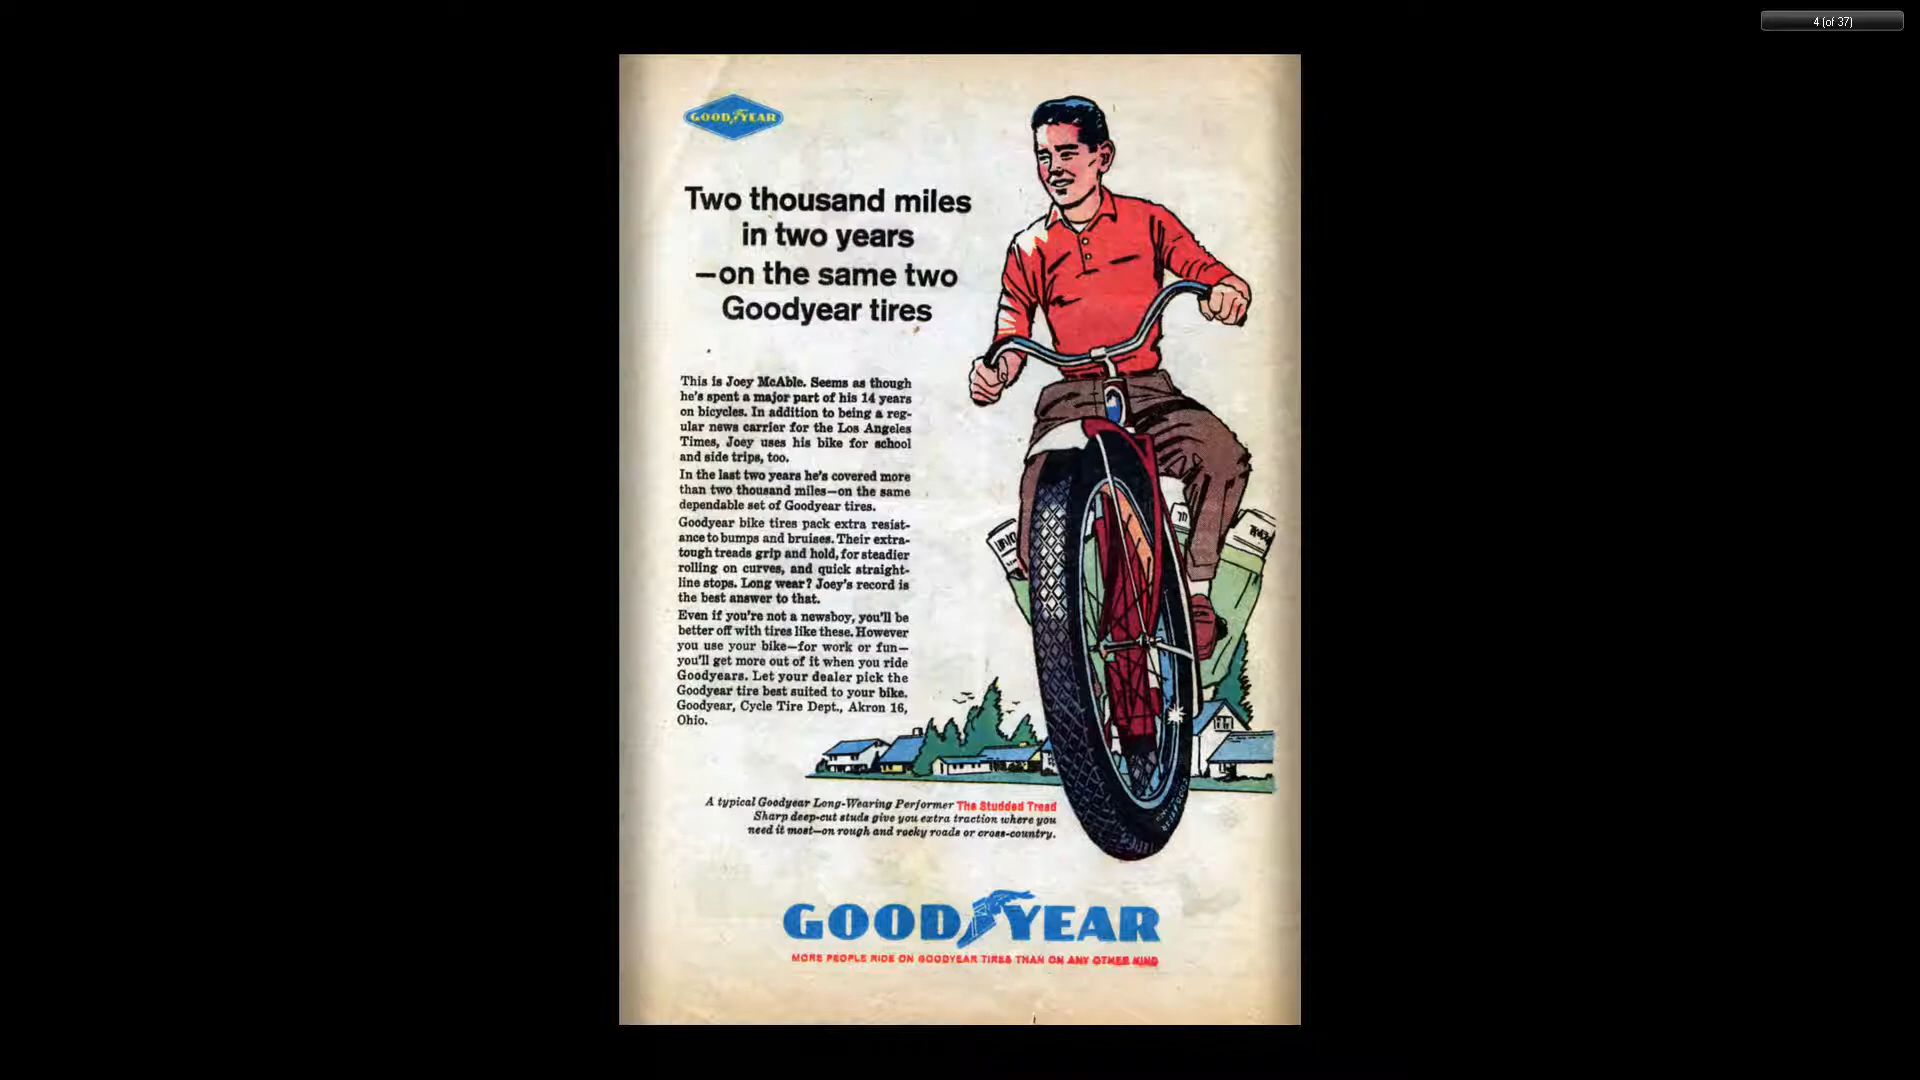 4 (of 37)
GOODYEAR
Two thousand miles
in two years
—on the same two
Goodyear tires
This is Joey McAble. Seems as though
he's spent a major part of his 14 years
on bicycles. In addition to being a reg-
ular news carrier for the Los Angeles
Times, Joey uses his bike for school
and side trips, too.
In the last two years he's covered more
than two thousand miles—on the same
dependable set of Goodyear tires.
Goodyear bike tires pack extra resist-
ance to bumps and bruises. Their extra-
tough treads grip and hold, for steadier
rolling on curves, and quick straight-
line stops. Long wear? Joey's record is
the best answer to that.
Even if you're not a newsboy, you'll be
better off with tires like these. However
you use your bike—for work or fun—
you'll get more out of it when you ride
Goodyears. Let your dealer pick the
Goodyear tire best suited to your bike.
Goodyear, Cycle Tire Dept., Akron 16,
Ohio.
A typical Goodyear Long-Wearing Performer The Studded Tread
Sharp deep-cut studs give you extra traction where you
need it most—on rough and rocky roads or cross-country.
GOODYEAR
MORE PEOPLE RIDE ON GOODYEAR TIRES THAN ON ANY OTHER KIND